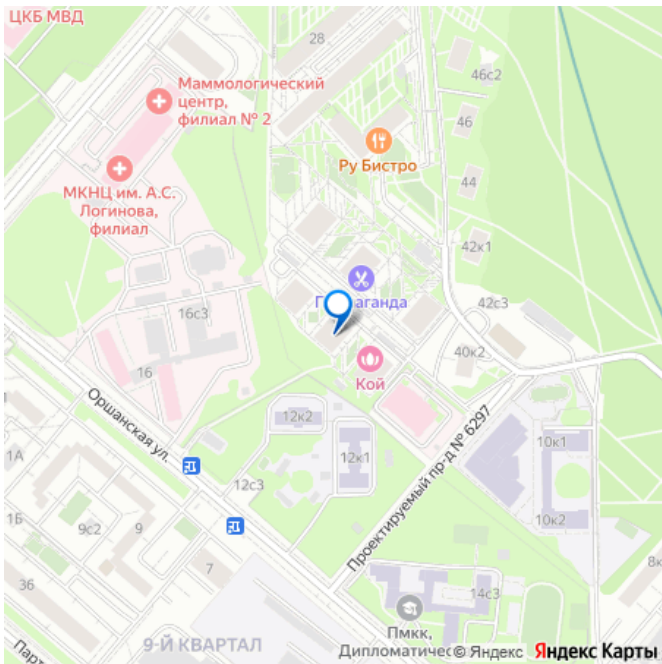 ЦКБ МВД
28
46с2
Маммологический
центр,
филиал № 2
46
Ру Бистро
МКНЦ им. А.С.
Логинова,
филиал
44
42к1
16с3
42с3
40к2
16
Кой
Оршанская ул.
12к2
12к1
Проектируемый пр-д № 6297
10к1
1А
12с3
1Б
9с2
9
10к2
7
3б
8к
14с3
9-Й КВАРТАЛ
Пмкк,
Дипломатичес
© Яндекс Яндекс Карты
Парт